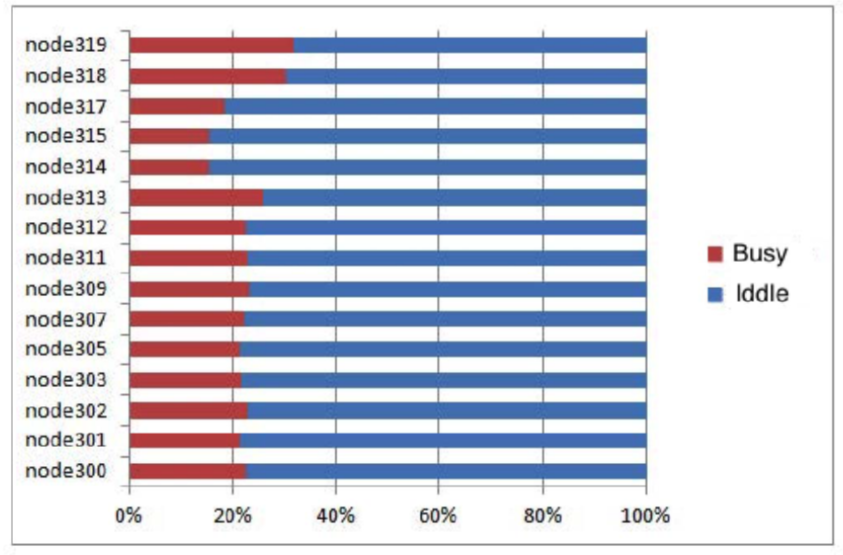 node319
node318
node317
node315
node314
node313
node312
node311
node309
node307
node305
node303
node302
node301
node300
0% 20% 40% 60% 80% 100%
Busy
Iddle